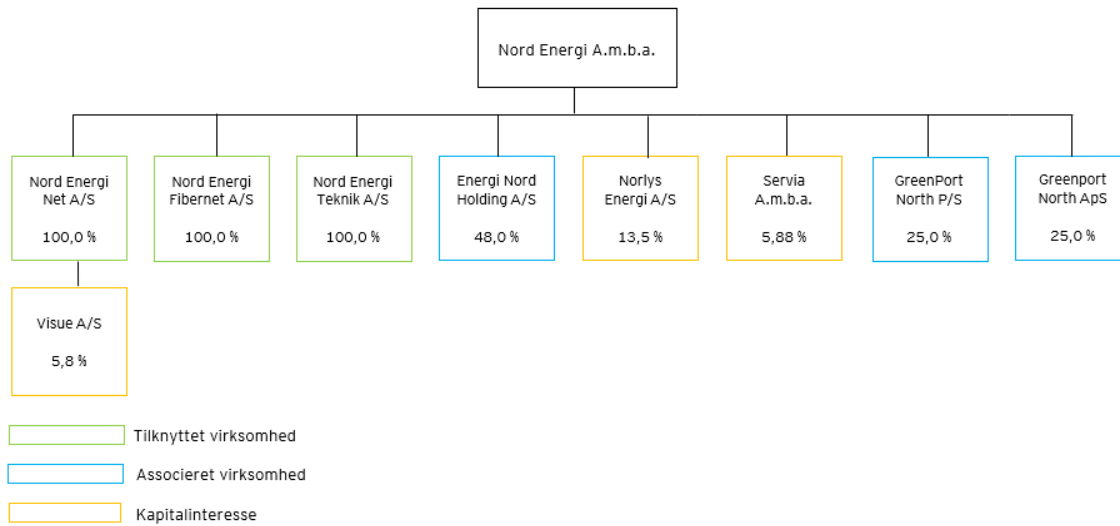 Nord Energi A.m.b.a.
Nord Energi
Net A/S
100,0 %
Nord Energi
Fibernet A/S
100,0 %
Nord Energi
Teknik A/S
100,0 %
Energi Nord
Holding A/S
48,0 %
Norlys
Energi A/S
13,5 %
Servia
A.m.b.a.
5,88 %
GreenPort
North P/S
25,0 %
Greenport
North ApS
25,0 %
Visue A/S
5,8 %
Tilknyttet virksomhed
Associeret virksomhed
Kapitalinteresse